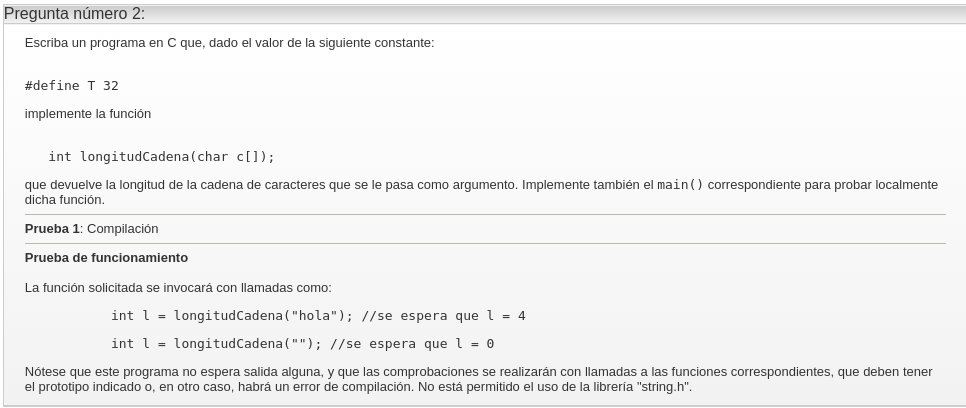 Pregunta número 2:
Escriba un programa en C que, dado el valor de la siguiente constante:
#define T 32
implemente la función
int longitudCadena(char c[]);
que devuelve la longitud de la cadena de caracteres que se le pasa como argumento. Implemente también el main() correspondiente para probar localmente
dicha función.
Prueba 1: Compilación
Prueba de funcionamiento
La función solicitada se invocará con llamadas como:
int l = longitudCadena("hola"); //se espera que l = 4
int l = longitudCadena(""); //se espera que l = 0
Nótese que este programa no espera salida alguna, y que las comprobaciones se realizarán con llamadas a las funciones correspondientes, que deben tener
el prototipo indicado o, en otro caso, habrá un error de compilación. No está permitido el uso de la librería "string.h".